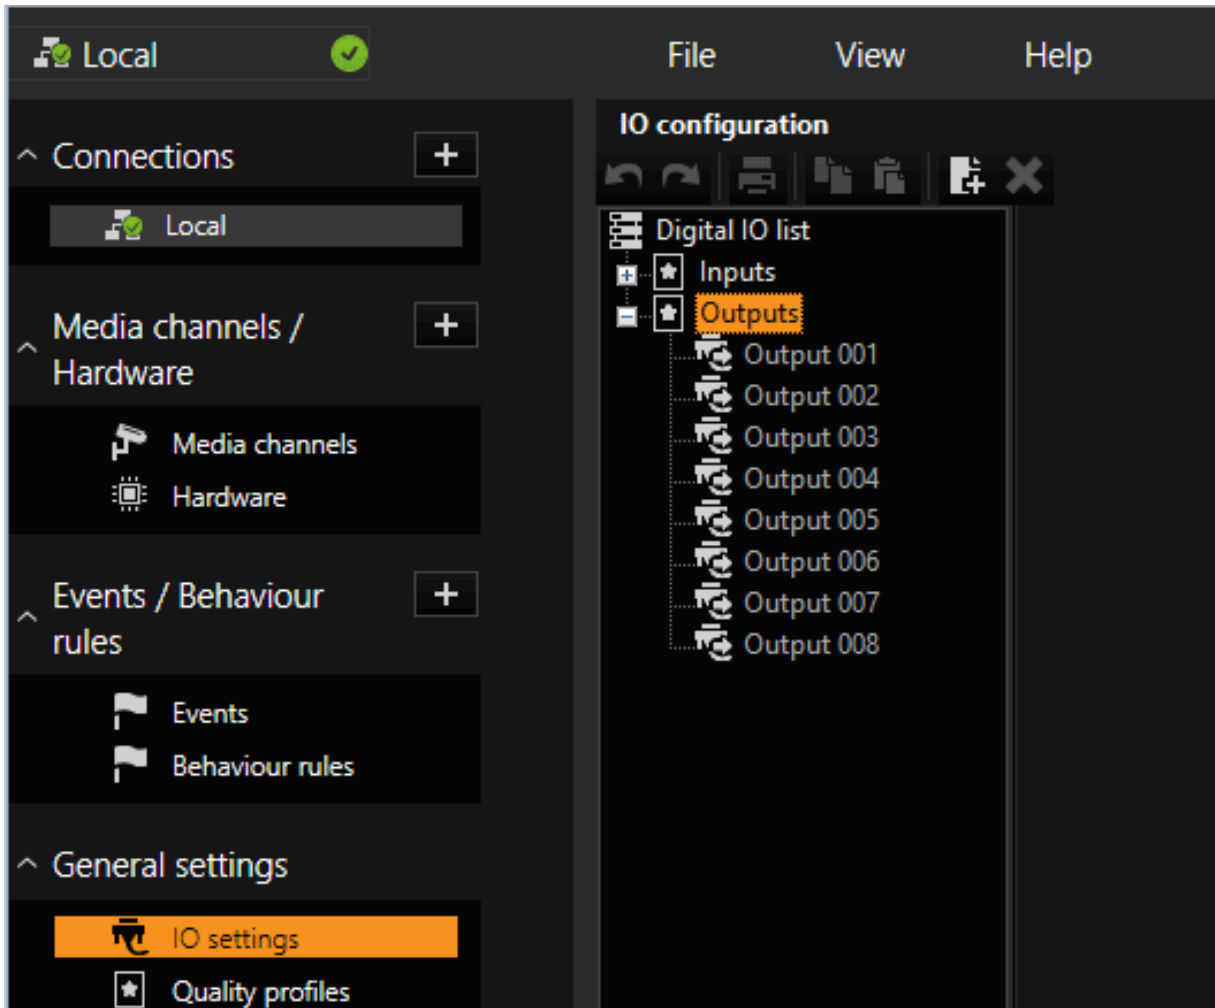 Local
File
View
Help
Connections
Local
Media channels /
Hardware
Media channels
Hardware
Events / Behaviour
rules
Events
Behaviour rules
General settings
IO settings
Quality profiles
IO configuration
Digital IO list
Inputs
Outputs
Output 001
Output 002
Output 003
Output 004
Output 005
Output 006
Output 007
Output 008